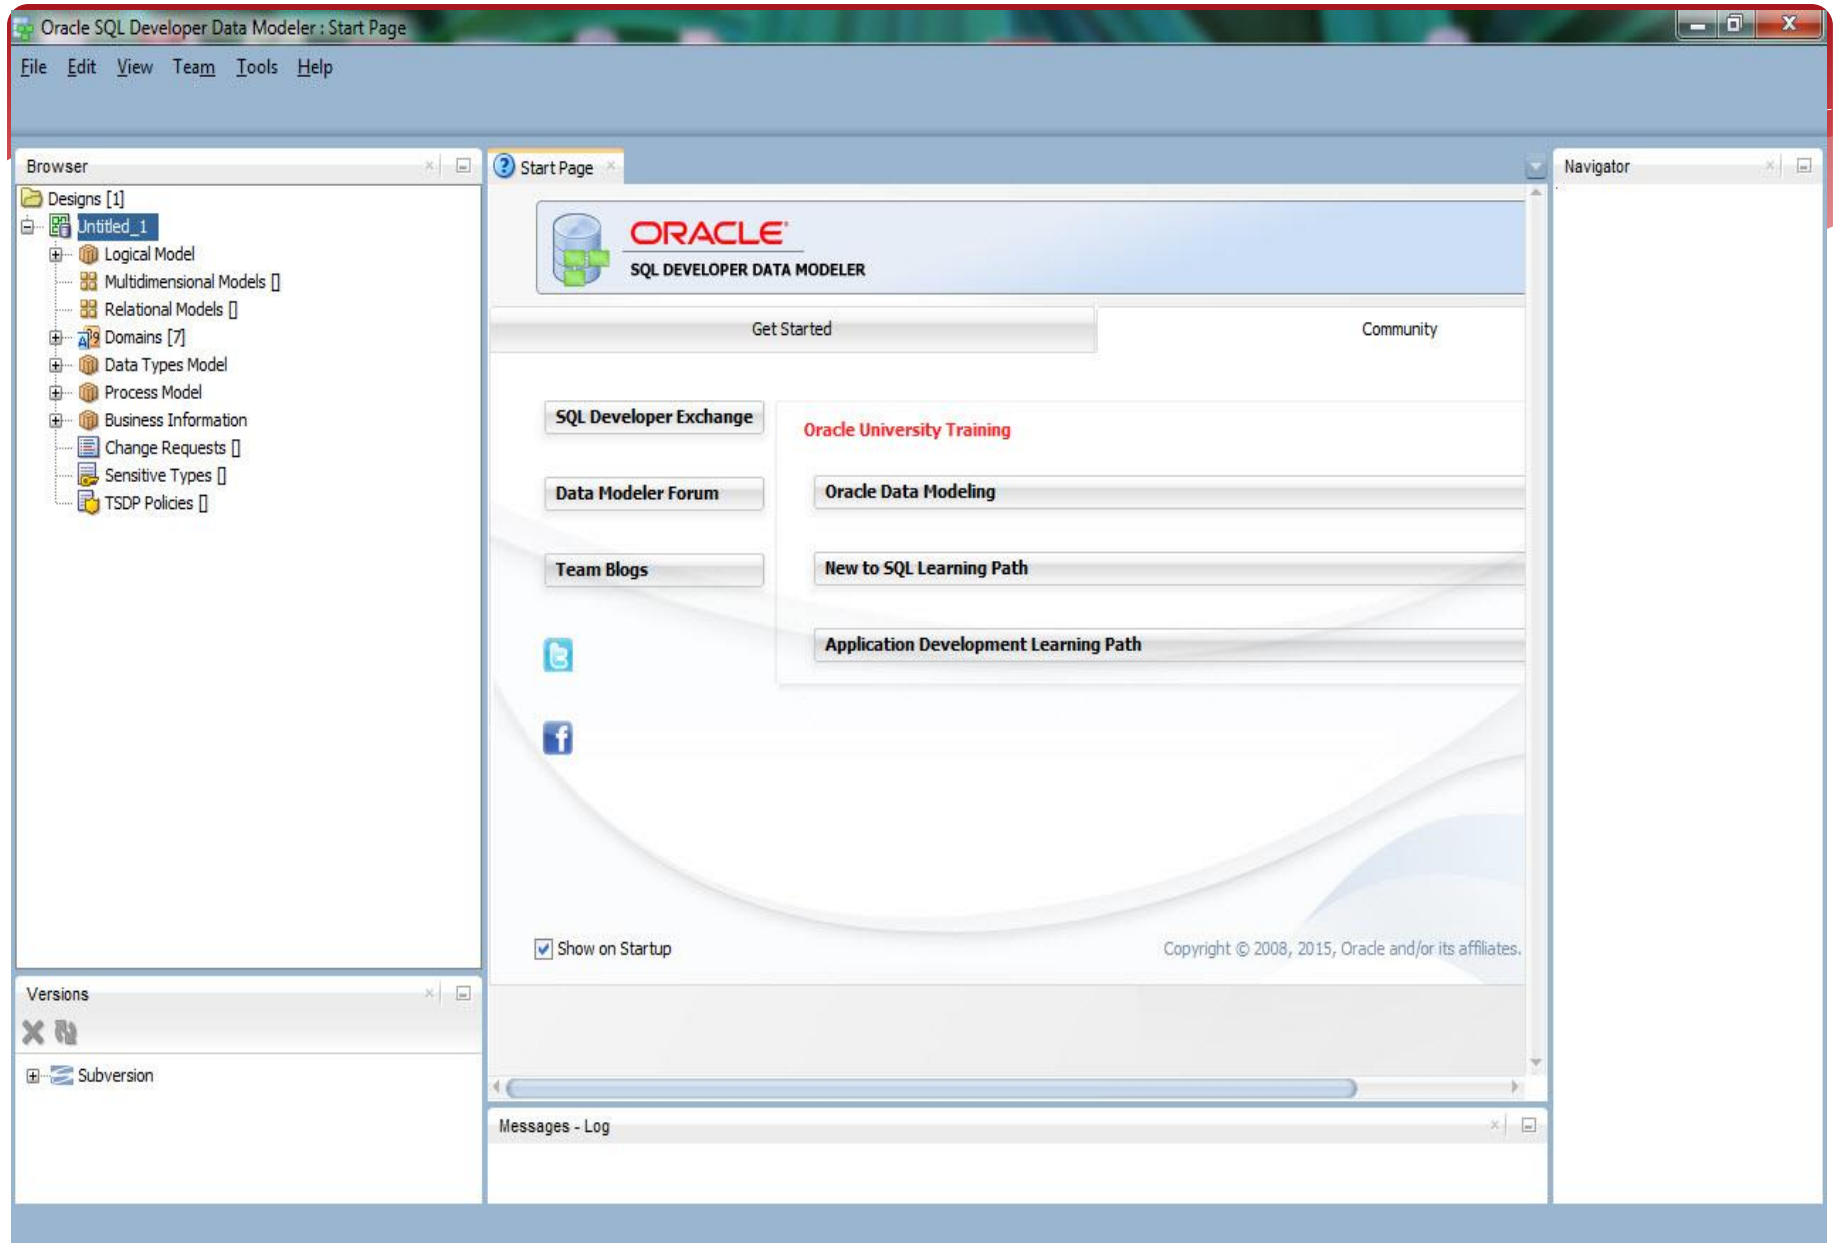 Oracle SQL Developer Data Modeler : Start Page
File Edit View Team Tools Help
Browser
Designs [1]
Untitled_1
Logical Model
Multidimensional Models []
Relational Models []
Domains [7]
Data Types Model
Process Model
Business Information
Change Requests []
Sensitive Types []
TSDP Policies []
Versions
Subversion
Start Page
ORACLE
SQL DEVELOPER DATA MODELER
Get Started
Community
SQL Developer Exchange
Data Modeler Forum
Team Blogs
Oracle University Training
Oracle Data Modeling
New to SQL Learning Path
Application Development Learning Path
Show on Startup
Copyright © 2008, 2015, Oracle and/or its affiliates.
Messages - Log
Navigator